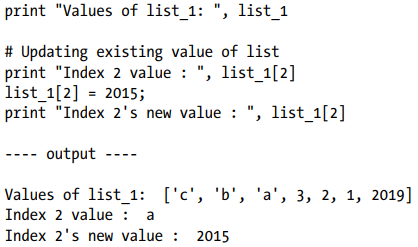 print "Values of list_1: ", list_1

# Updating existing value of list
print "Index 2 value : ", list_1[2]
list_1[2] = 2015;
print "Index 2's new value : ", list_1[2]

---- output ----

Values of list_1:  ['c', 'b', 'a', 3, 2, 1, 2019]
Index 2 value :  a
Index 2's new value :  2015